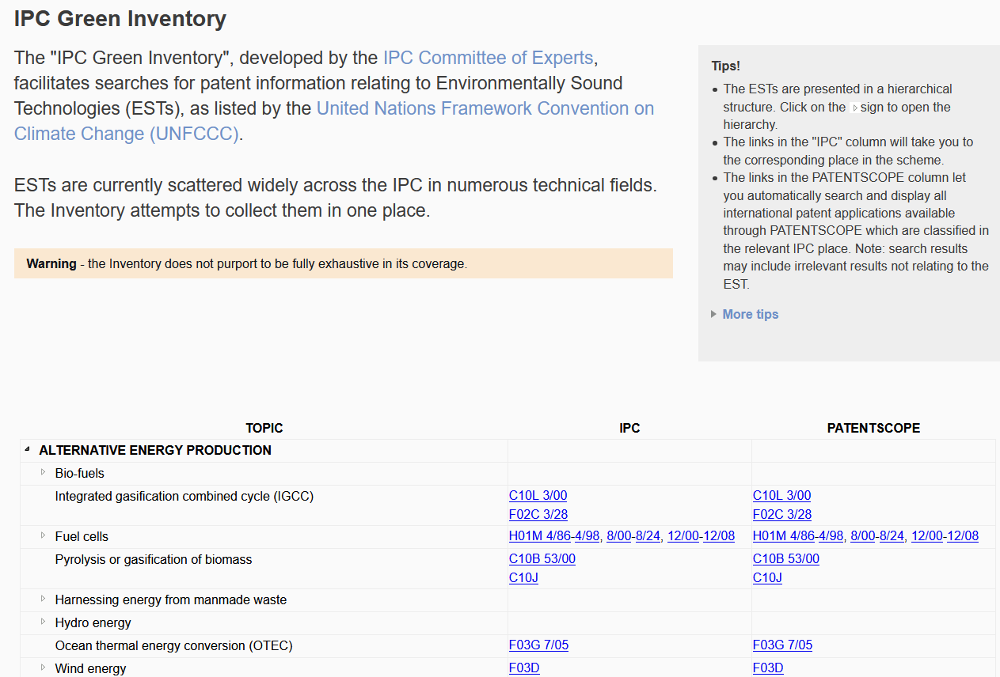 IPC Green Inventory
The "IPC Green Inventory", developed by the IPC Committee of Experts,
facilitates searches for patent information relating to Environmentally Sound
Technologies (ESTs), as listed by the United Nations Framework Convention on
Climate Change (UNFCCC).
ESTs are currently scattered widely across the IPC in numerous technical fields.
The Inventory attempts to collect them in one place.
Warning - the Inventory does not purport to be fully exhaustive in its coverage.
Tips!
The ESTs are presented in a hierarchical
structure. Click on the sign to open the
hierarchy.
The links in the "IPC" column will take you to
the corresponding place in the scheme.
The links in the PATENTSCOPE column let
you automatically search and display all
international patent applications available
through PATENTSCOPE which are classified in
the relevant IPC place. Note: search results
may include irrelevant results not relating to the
EST.
More tips
TOPIC IPC PATENTSCOPE
ALTERNATIVE ENERGY PRODUCTION
Bio-fuels
Integrated gasification combined cycle (IGCC) C10L 3/00 C10L 3/00
F02C 3/28 F02C 3/28
Fuel cells H01M 4/86-4/98, 8/00-8/24, 12/00-12/08 H01M 4/86-4/98, 8/00-8/24, 12/00-12/08
Pyrolysis or gasification of biomass C10B 53/00 C10B 53/00
C10J C10J
Harnessing energy from manmade waste
Hydro energy
Ocean thermal energy conversion (OTEC) F03G 7/05 F03G 7/05
Wind energy F03D F03D